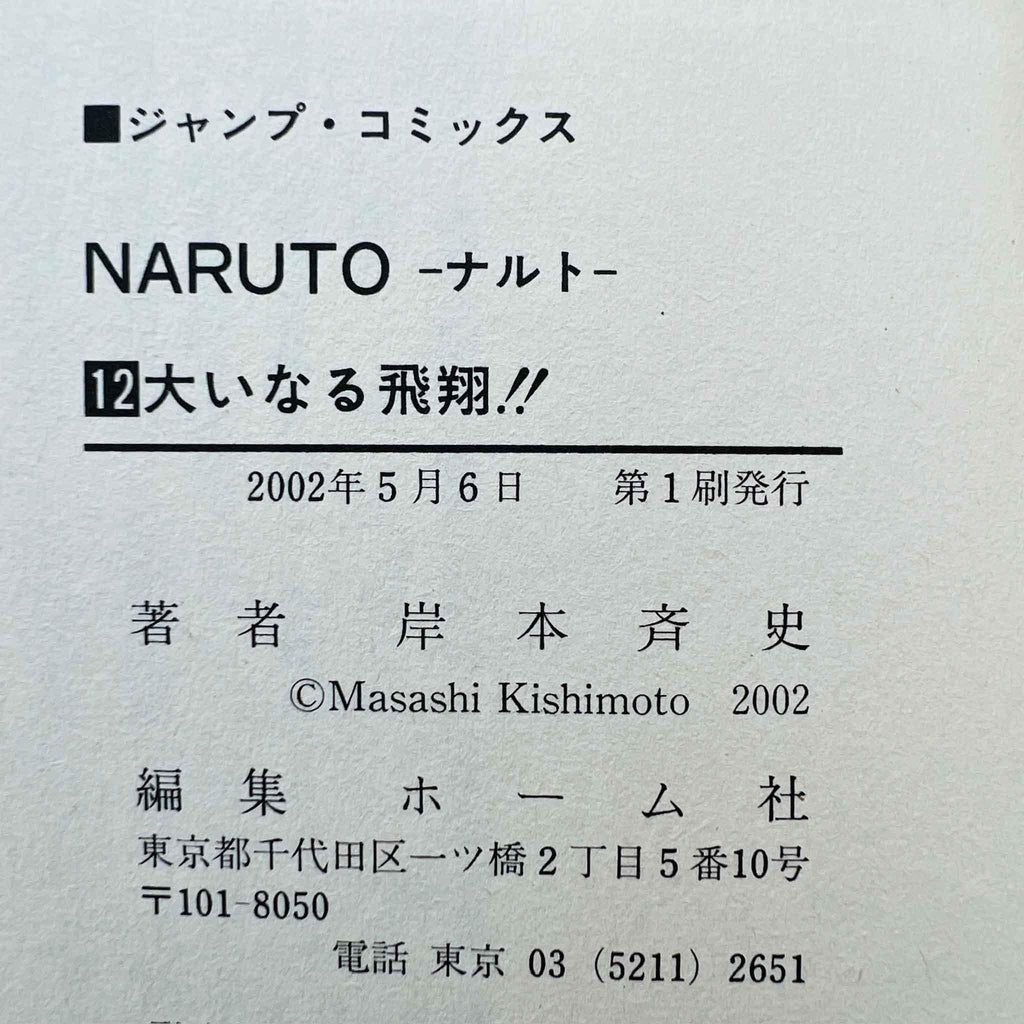 ■ジャンプ・コミックス
NARUTO -ナルト-
12大いなる飛翔!!
2002年5月6日　第1刷発行
著者　岸本斉史
©Masashi Kishimoto 2002
編集　ホーム社
東京都千代田区一ツ橋2丁目5番10号
〒101-8050
電話 東京 03 (5211) 2651